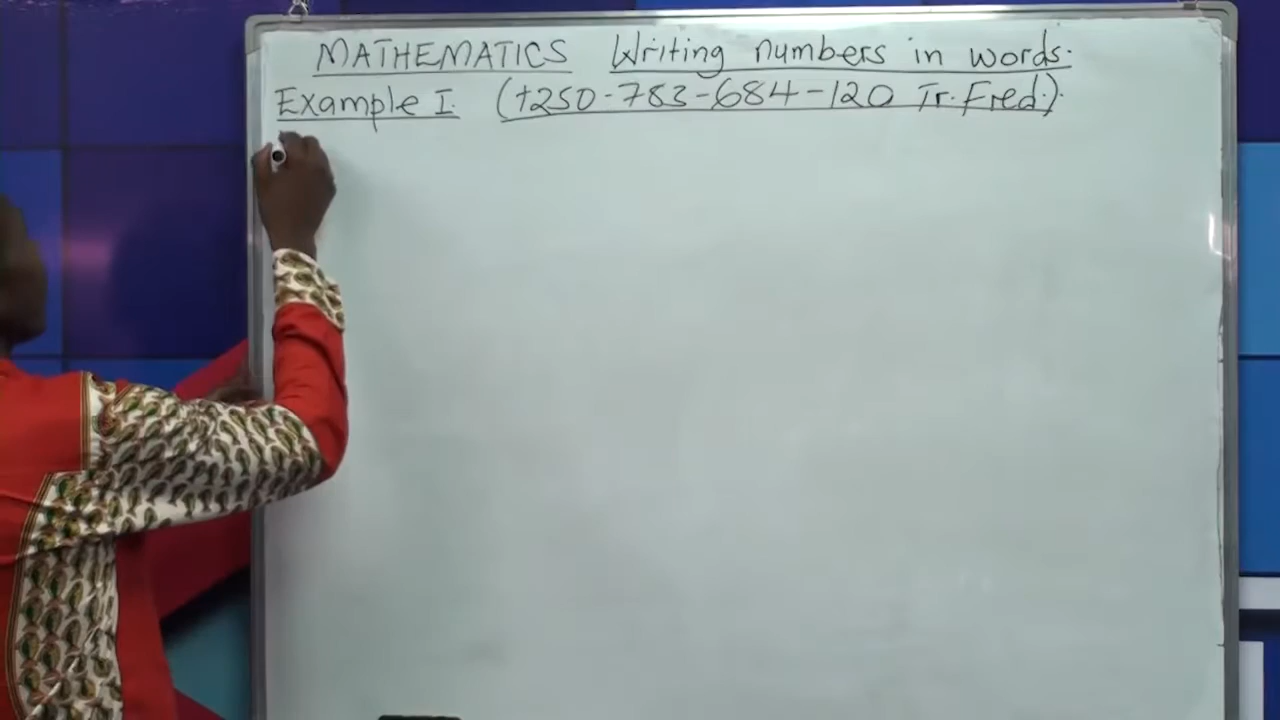 MATHEMATICS Writing numbers in words.
Example I. (+250-783-684-120 Tr. Fred.)